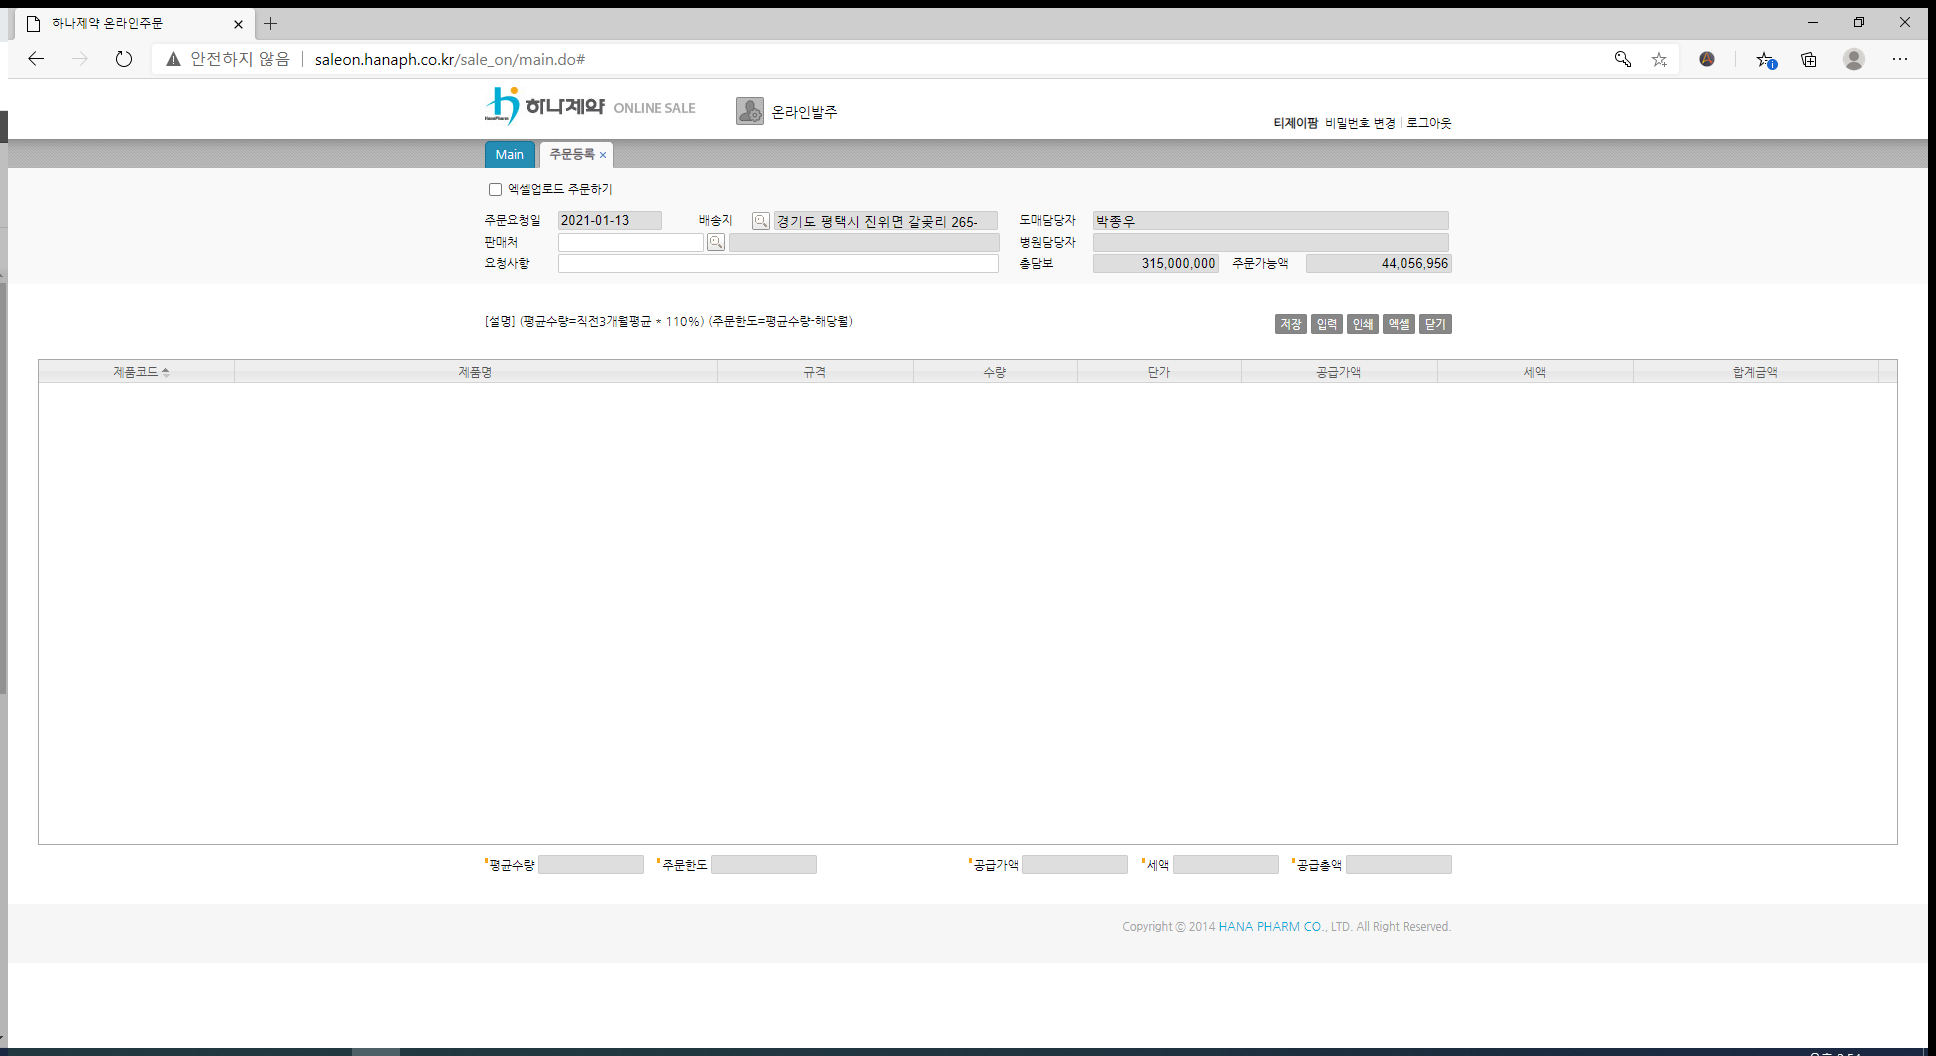 하나제약 온라인주문
안전하지 않음 saleon.hanaph.co.kr/sale_on/main.do#
HanaPharm 하나제약 ONLINE SALE 온라인발주
티제이팜 비밀번호 변경 로그아웃
Main 주문등록
엑셀업로드 주문하기
주문요청일 2021-01-13 배송지 경기도 평택시 진위면 갈곶리 265- 도매담당자 박종우
판매처 병원담당자
요청사항 총담보 315,000,000 주문가능액 44,056,956
[설명] (평균수량=직전3개월평균 * 110%) (주문한도=평균수량-해당월) 저장 입력 인쇄 엑셀 닫기
제품코드 제품명 규격 수량 단가 공급가액 세액 합계금액
평균수량 주문한도 공급가액 세액 공급총액
Copyright ⓒ 2014 HANA PHARM CO., LTD. All Right Reserved.